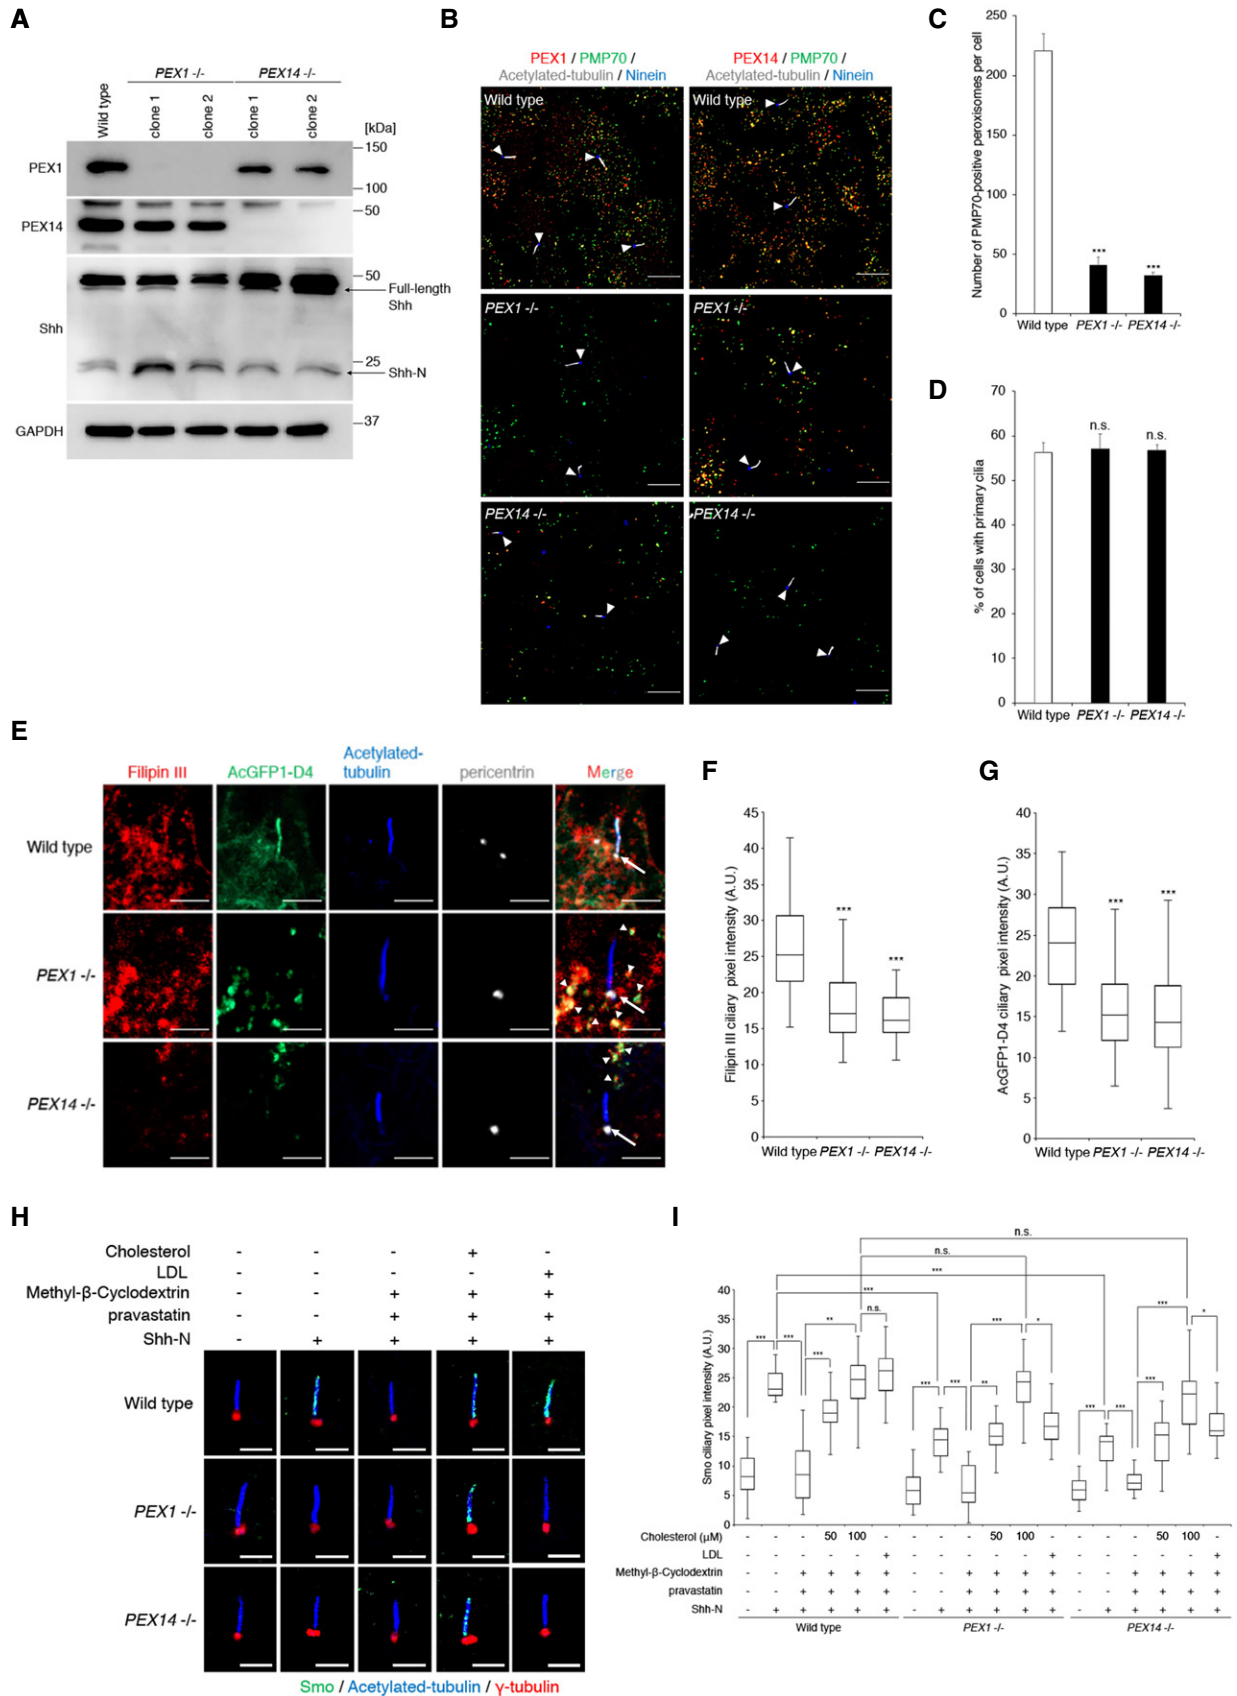 A
PEX1 -/- PEX14 -/-
Wild type
clone 1
clone 2
clone 1
clone 2
[kDa]
PEX1
150
100
PEX14
50
Shh
50
Full-length
Shh
25
Shh-N
GAPDH
37
B
PEX1 / PMP70 /
Acetylated-tubulin / Ninein
PEX14 / PMP70 /
Acetylated-tubulin / Ninein
Wild type
Wild type
PEX1 -/-
PEX1 -/-
PEX14 -/-
PEX14 -/-
C
Number of PMP70-positive peroxisomes per cell
250
200
150
100
50
0
***
***
Wild type PEX1 -/- PEX14 -/-
D
% of cells with primary cilia
70
60
50
40
30
20
10
0
n.s.
n.s.
Wild type PEX1 -/- PEX14 -/-
E
Filipin III
AcGFP1-D4
Acetylated-
tubulin
pericentrin
Merge
Wild type
PEX1 -/-
PEX14 -/-
F
Filipin III ciliary pixel intensity (A.U.)
45
40
35
30
25
20
15
10
5
0
***
***
Wild type PEX1 -/- PEX14 -/-
G
AcGFP1-D4 ciliary pixel intensity (A.U.)
40
35
30
25
20
15
10
5
0
***
***
Wild type PEX1 -/- PEX14 -/-
H
Cholesterol - - - + -
LDL - - - - +
Methyl-β-Cyclodextrin - - + + +
pravastatin - - + + +
Shh-N - + + + +
Wild type
PEX1 -/-
PEX14 -/-
Smo / Acetylated-tubulin / γ-tubulin
I
n.s.
n.s.
***
***
*** *** ** n.s. ***
*** *** *** ** *** *
*** *** *** *** *
Smo ciliary pixel intensity (A.U.)
40
35
30
25
20
15
10
5
0
Cholesterol (μM) - - - 50 100 - - - - 50 100 - - - - 50 100 -
LDL - - - - - + - - - - - + - - - - - +
Methyl-β-Cyclodextrin - - + + + + - - + + + + - - + + + +
pravastatin - - + + + + - - + + + + - - + + + +
Shh-N - + + + + + - + + + + + - + + + + +
Wild type PEX1 -/- PEX14 -/-